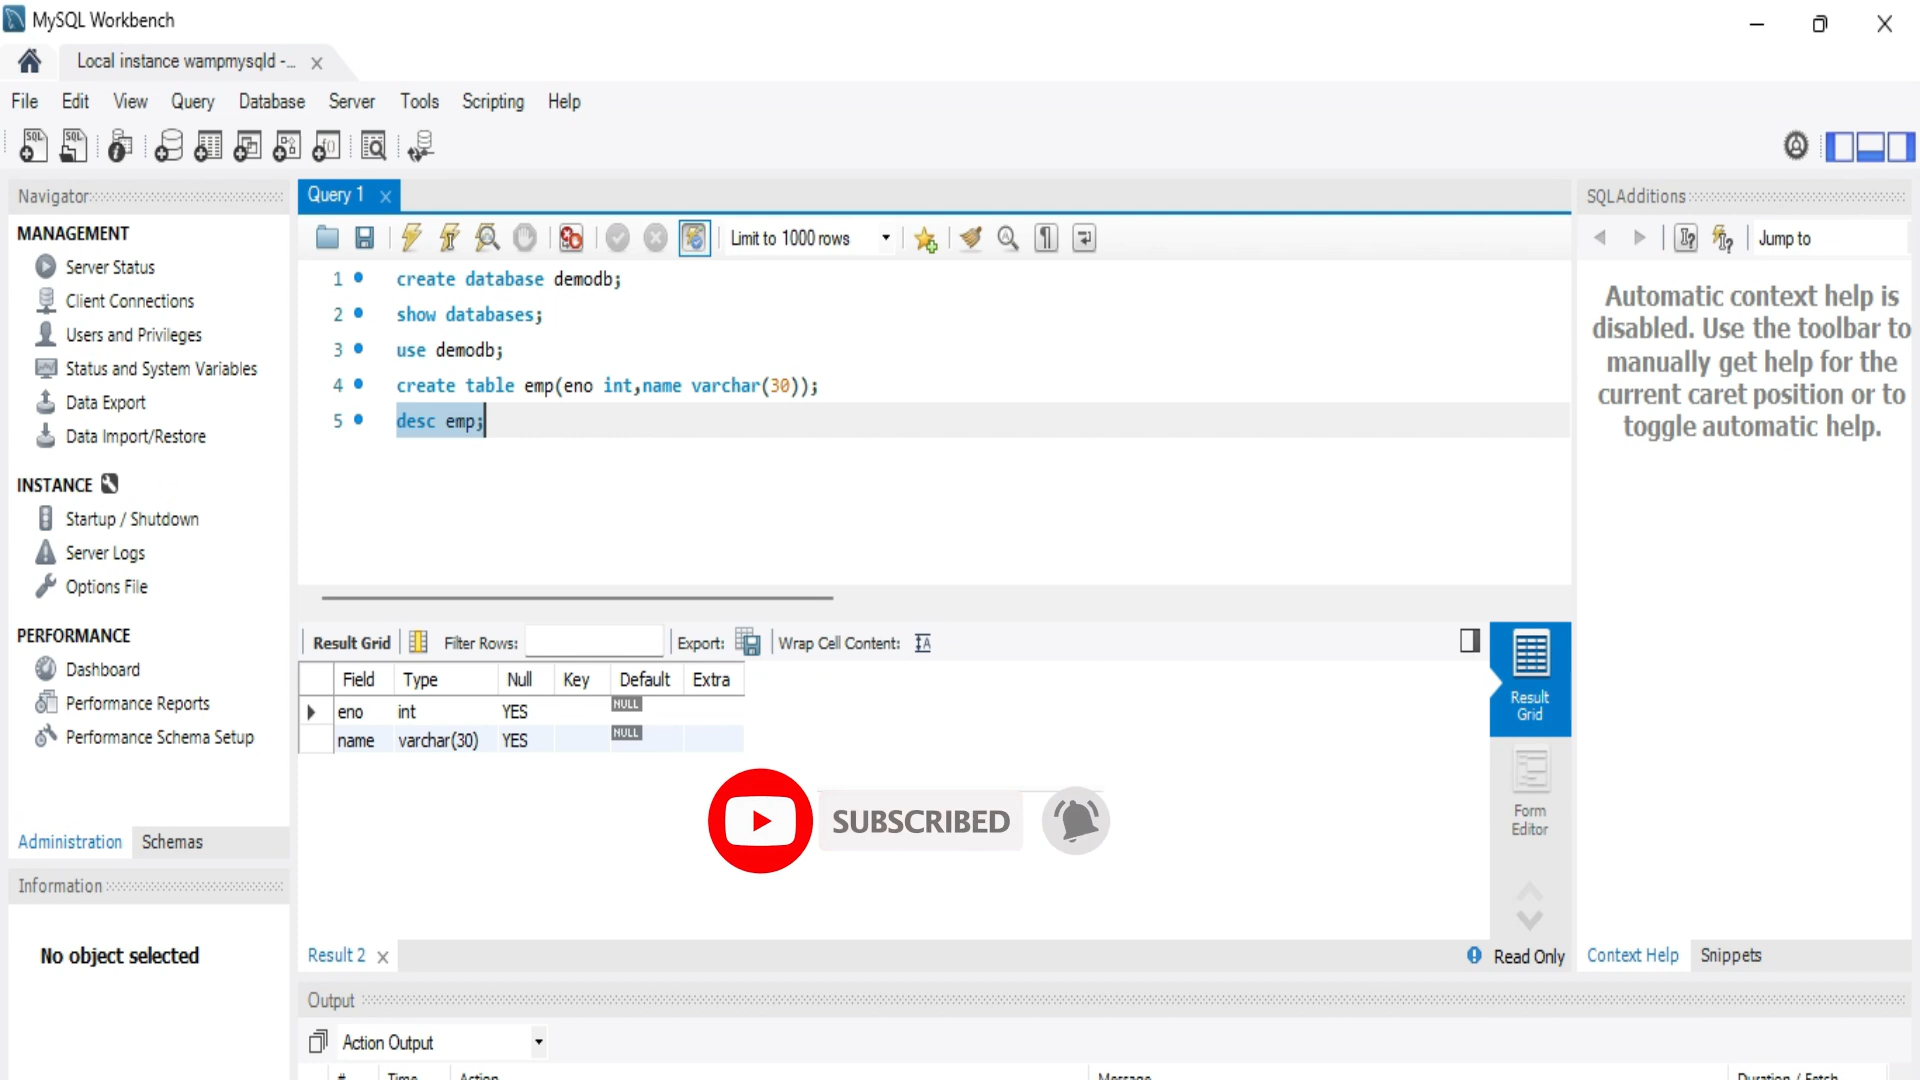 MySQL Workbench
Local instance wampmysqld -...
File Edit View Query Database Server Tools Scripting Help
SQL SQL
Navigator
MANAGEMENT
Server Status
Client Connections
Users and Privileges
Status and System Variables
Data Export
Data Import/Restore
INSTANCE
Startup / Shutdown
Server Logs
Options File
PERFORMANCE
Dashboard
Performance Reports
Performance Schema Setup
Administration Schemas
Information
No object selected
Query 1
Limit to 1000 rows
1 create database demodb;
2 show databases;
3 use demodb;
4 create table emp(eno int,name varchar(30));
5 desc emp;
Result Grid Filter Rows: Export: Wrap Cell Content:
Field Type Null Key Default Extra
eno int YES NULL
name varchar(30) YES NULL
SUBSCRIBED
Result
Grid
Form
Editor
Result 2 Read Only
Output
Action Output
# Time Action Message Duration / Fetch
SQLAdditions
Jump to
Automatic context help is
disabled. Use the toolbar to
manually get help for the
current caret position or to
toggle automatic help.
Context Help Snippets